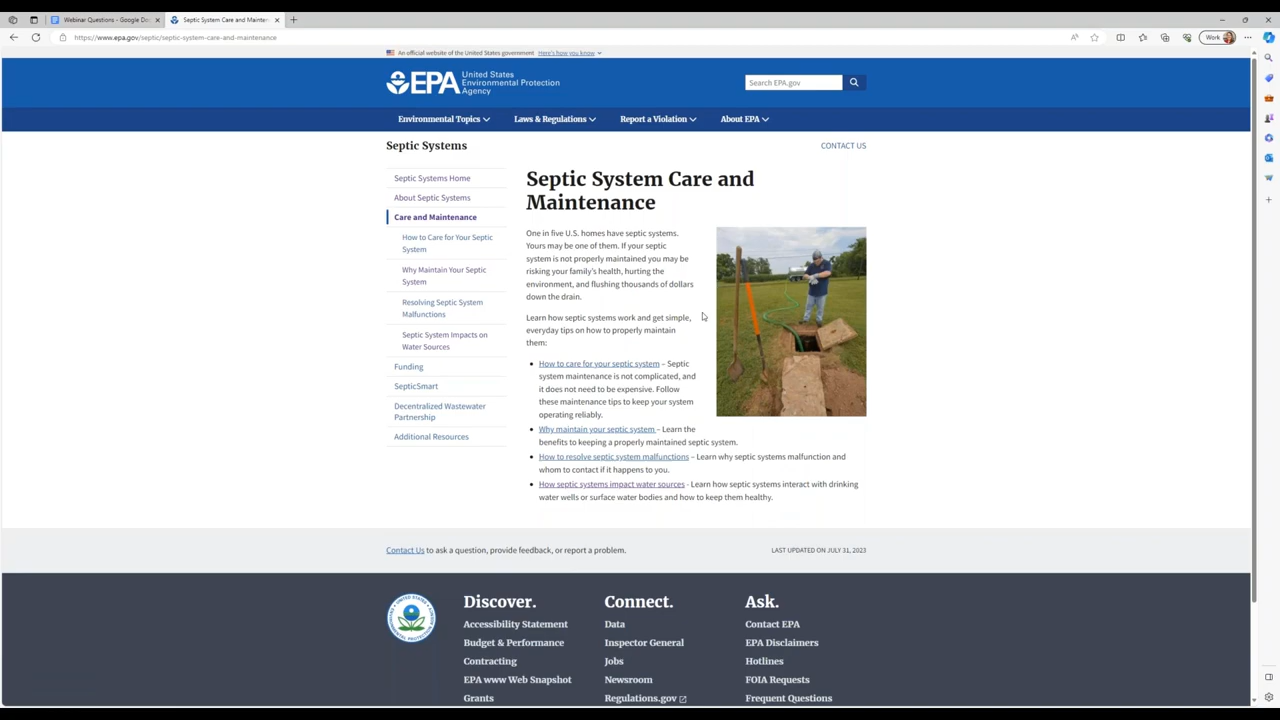 Webinar Questions - Google Doc
Septic System Care and Mainten
https://www.epa.gov/septic/septic-system-care-and-maintenance
Work
An official website of the United States government Here's how you know
EPA
United States
Environmental Protection
Agency
Search EPA.gov
Environmental Topics
Laws & Regulations
Report a Violation
About EPA
Septic Systems
CONTACT US
Septic Systems Home
About Septic Systems
Care and Maintenance
How to Care for Your Septic
System
Why Maintain Your Septic
System
Resolving Septic System
Malfunctions
Septic System Impacts on
Water Sources
Funding
SepticSmart
Decentralized Wastewater
Partnership
Additional Resources
Septic System Care and
Maintenance
One in five U.S. homes have septic systems.
Yours may be one of them. If your septic
system is not properly maintained you may be
risking your family's health, hurting the
environment, and flushing thousands of dollars
down the drain.
Learn how septic systems work and get simple,
everyday tips on how to properly maintain
them:
• How to care for your septic system – Septic
system maintenance is not complicated, and
it does not need to be expensive. Follow
these maintenance tips to keep your system
operating reliably.
• Why maintain your septic system – Learn the
benefits to keeping a properly maintained septic system.
• How to resolve septic system malfunctions – Learn why septic systems malfunction and
whom to contact if it happens to you.
• How septic systems impact water sources - Learn how septic systems interact with drinking
water wells or surface water bodies and how to keep them healthy.
Contact Us to ask a question, provide feedback, or report a problem.
LAST UPDATED ON JULY 31, 2023
Discover.
Accessibility Statement
Budget & Performance
Contracting
EPA www Web Snapshot
Grants
Connect.
Data
Inspector General
Jobs
Newsroom
Regulations.gov
Ask.
Contact EPA
EPA Disclaimers
Hotlines
FOIA Requests
Frequent Questions